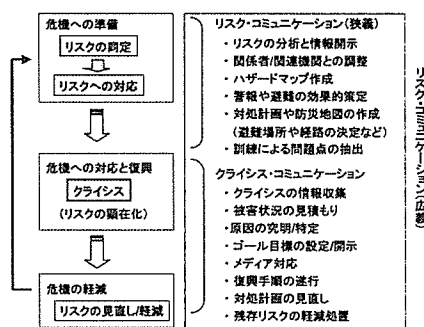 危機への準備
リスクの同定
リスクへの対応
危機への対応と復興
クライシス
(リスクの顕在化)
危機の軽減
リスクの見直し/軽減
リスク・コミュニケーション(狭義)
・リスクの分析と情報開示
・関係者/関連機関との調整
・ハザードマップ作成
・警報や避難の効果的策定
・対処計画や防災地図の作成
(避難場所や経路の決定など)
・訓練による問題点の抽出
クライシス・コミュニケーション
・クライシスの情報収集
・被害状況の見積もり
・原因の究明/特定
・ゴール目標の設定/開示
・メディア対応
・復興手順の遂行
・対処計画の見直し
・残存リスクの軽減処置
リスク・コミュニケーション(広義)